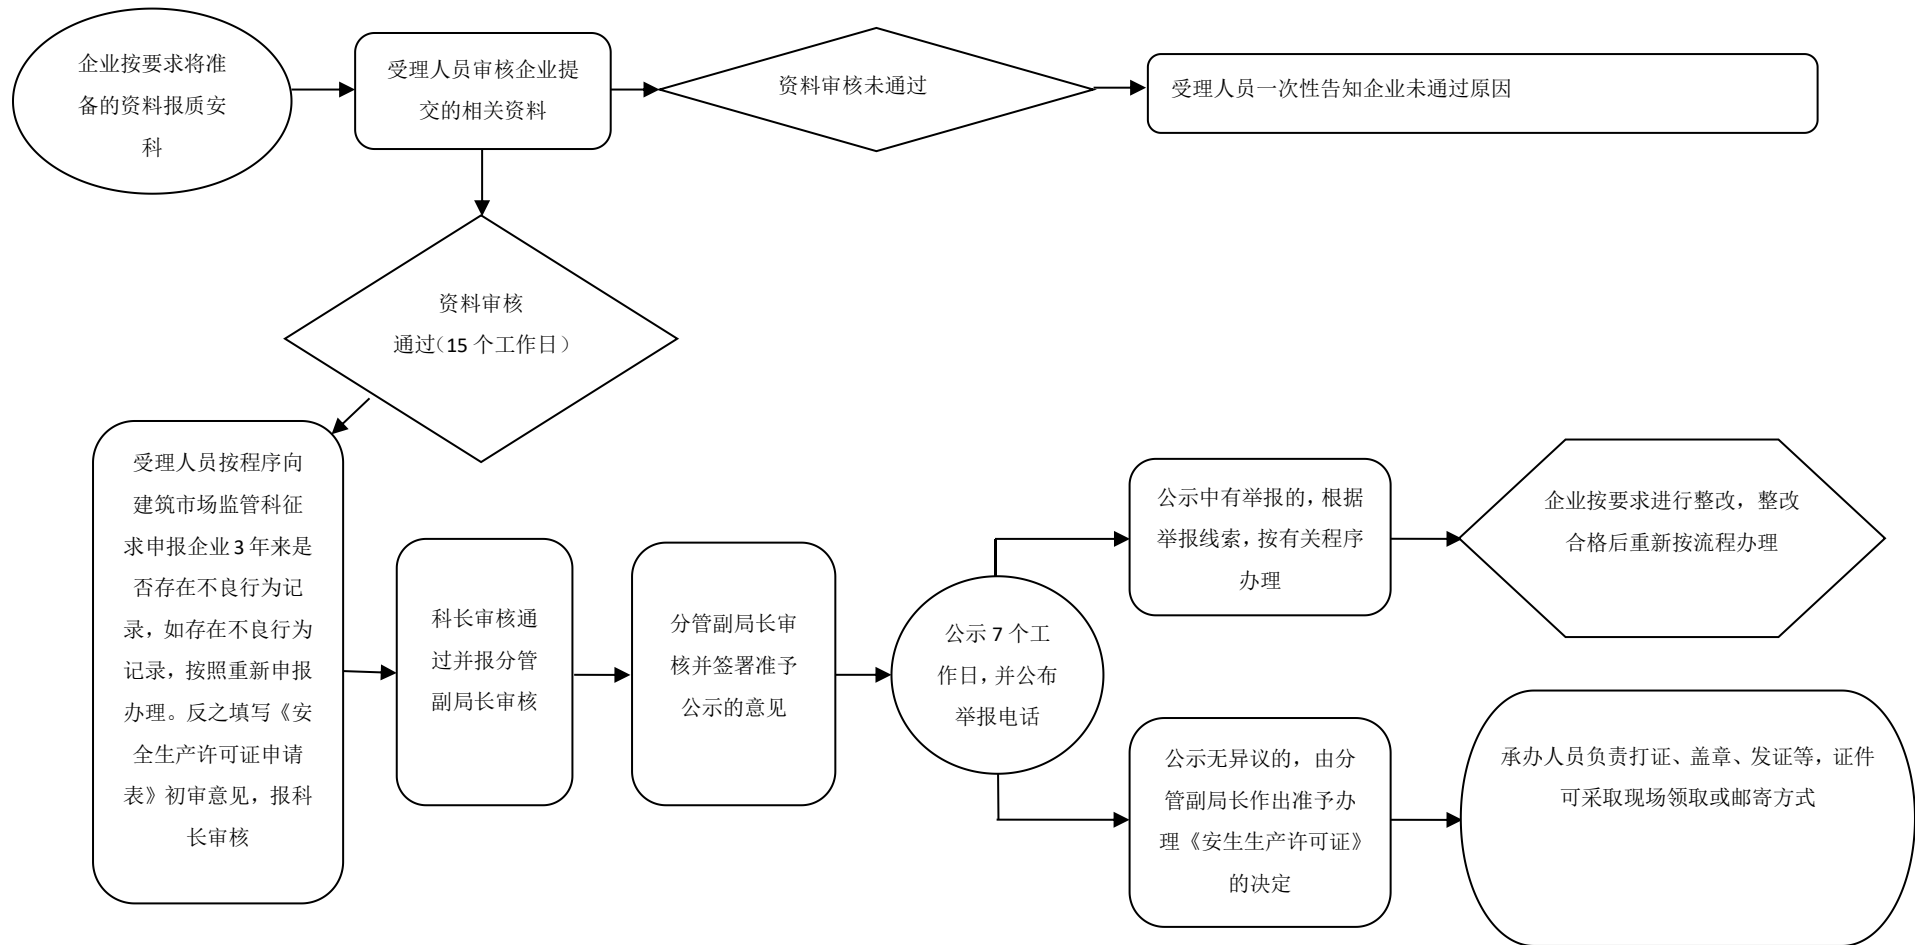 企业按要求将准
备的资料报质安
科
受理人员审核企业提
交的相关资料
资料审核未通过
受理人员一次性告知企业未通过原因
资料审核
通过（15 个工作日）
受理人员按程序向
建筑市场监管科征
求申报企业 3 年来是
否存在不良行为记
录，如存在不良行为
记录，按照重新申报
办理。反之填写《安
全生产许可证申请
表》初审意见，报科
长审核
科长审核通
过并报分管
副局长审核
分管副局长审
核并签署准予
公示的意见
公示 7 个工
作日，并公布
举报电话
公示中有举报的，根据
举报线索，按有关程序
办理
企业按要求进行整改，整改
合格后重新按流程办理
公示无异议的，由分
管副局长作出准予办
理《安生生产许可证》
的决定
承办人员负责打证、盖章、发证等，证件
可采取现场领取或邮寄方式